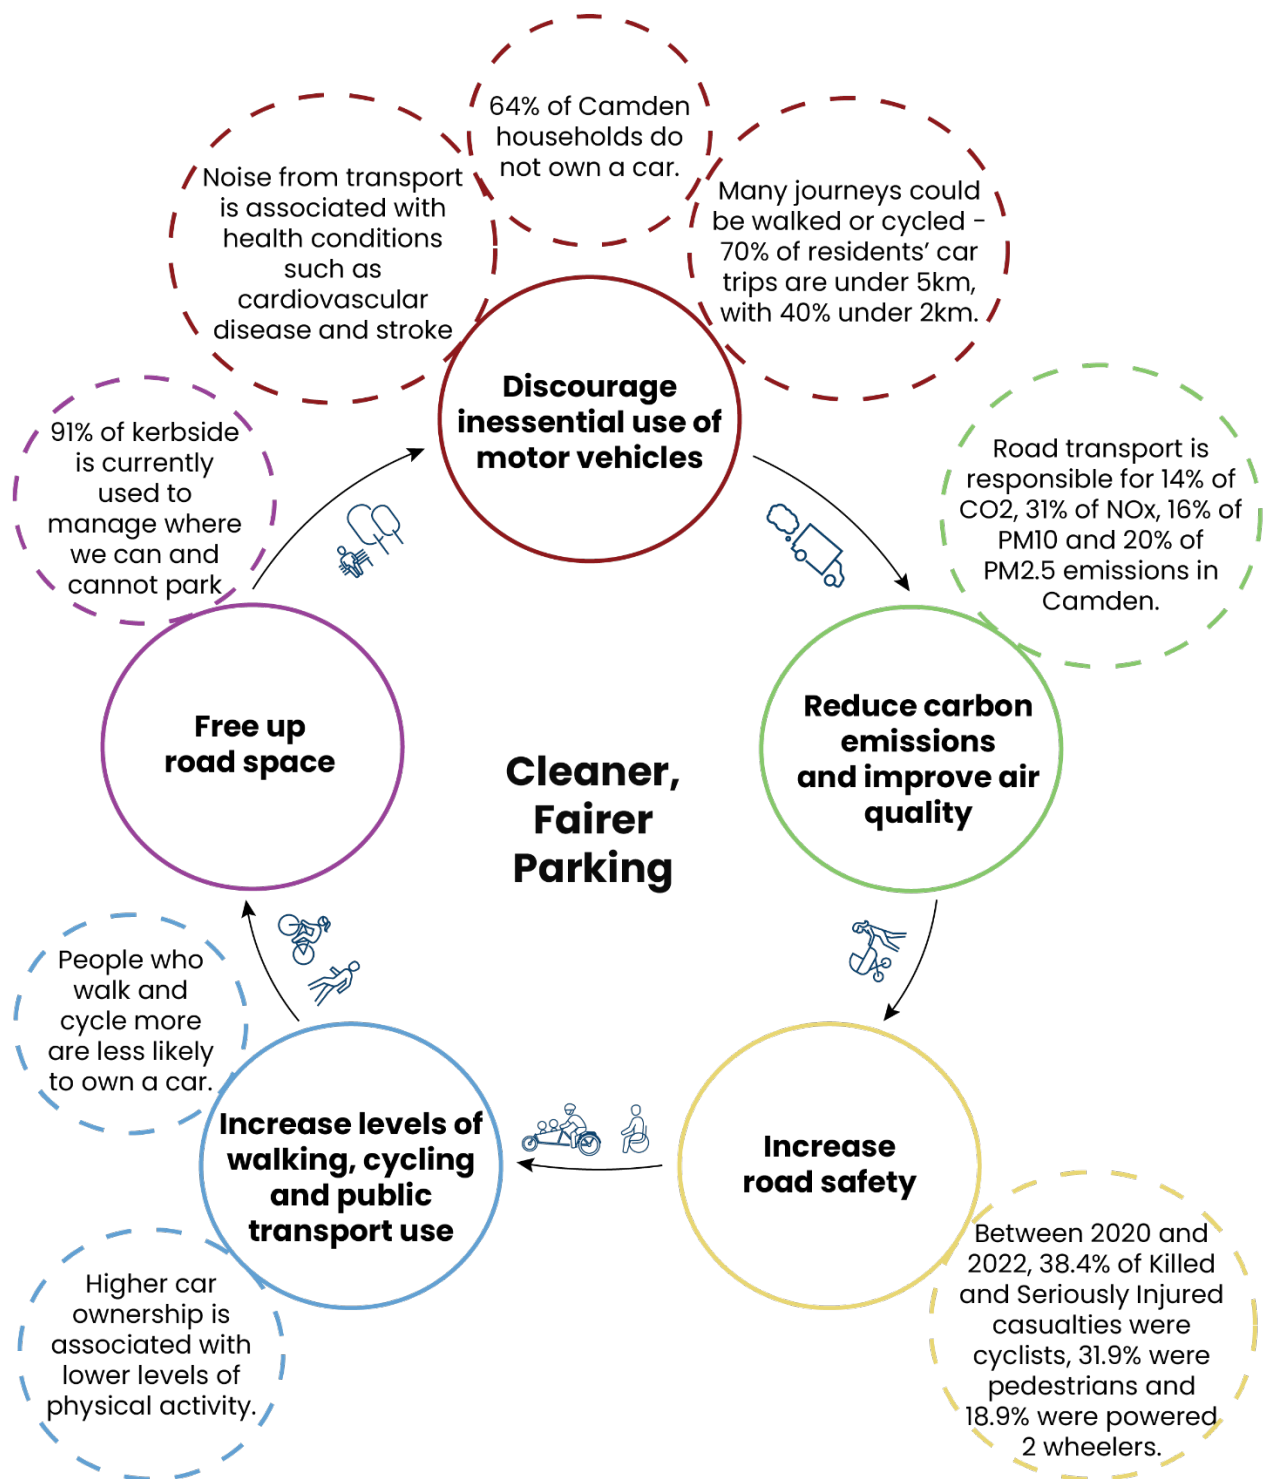 64% of Camden
households do
not own a car.
Noise from transport
is associated with
health conditions
such as
cardiovascular
disease and stroke
Many journeys could
be walked or cycled -
70% of residents’ car
trips are under 5km,
with 40% under 2km.
Discourage
inessential use of
motor vehicles
91% of kerbside
is currently
used to
manage where
we can and
cannot park
Road transport is
responsible for 14% of
CO2, 31% of NOx, 16% of
PM10 and 20% of
PM2.5 emissions in
Camden.
Free up
road space
Reduce carbon
emissions
and improve air
quality
Cleaner,
Fairer
Parking
People who
walk and
cycle more
are less likely
to own a car.
Increase levels of
walking, cycling
and public
transport use
Increase
road safety
Higher car
ownership is
associated with
lower levels of
physical activity.
Between 2020 and
2022, 38.4% of Killed
and Seriously Injured
casualties were
cyclists, 31.9% were
pedestrians and
18.9% were powered
2 wheelers.